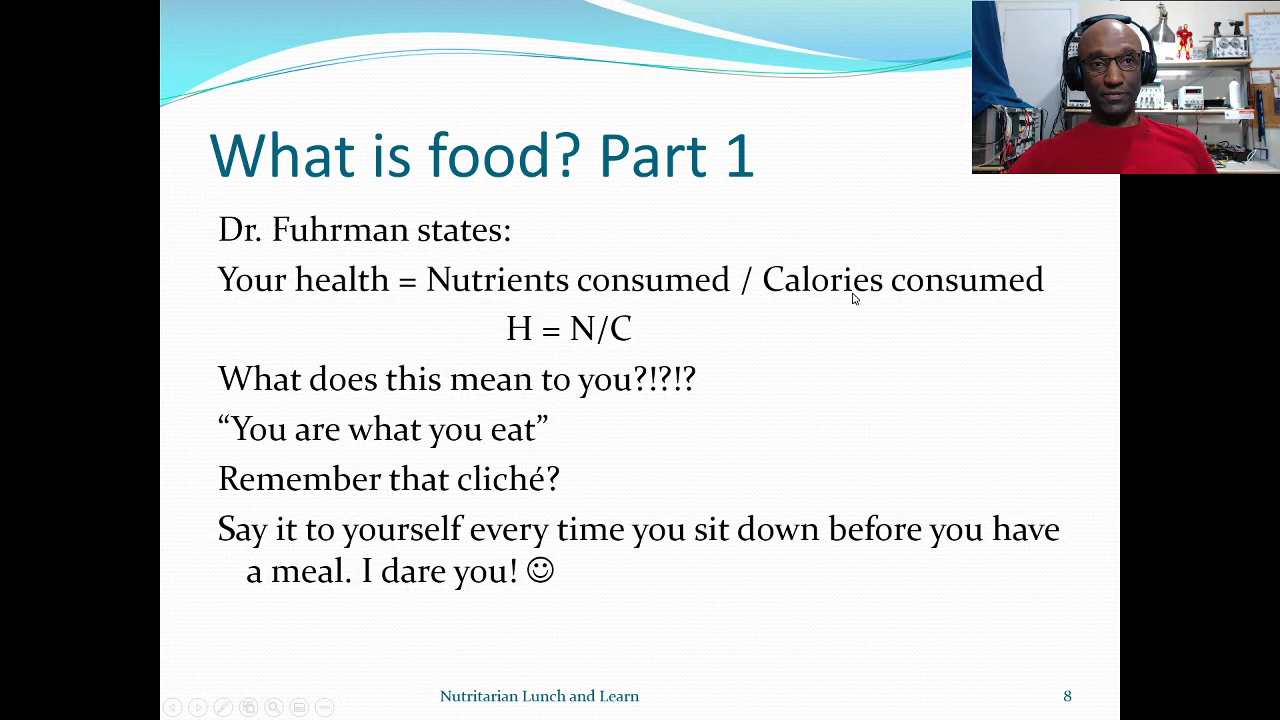 What is food? Part 1
Dr. Fuhrman states:
Your health = Nutrients consumed / Calories consumed
H = N/C
What does this mean to you?!?!?
“You are what you eat”
Remember that cliché?
Say it to yourself every time you sit down before you have
a meal. I dare you! ☺
Nutritarian Lunch and Learn
8